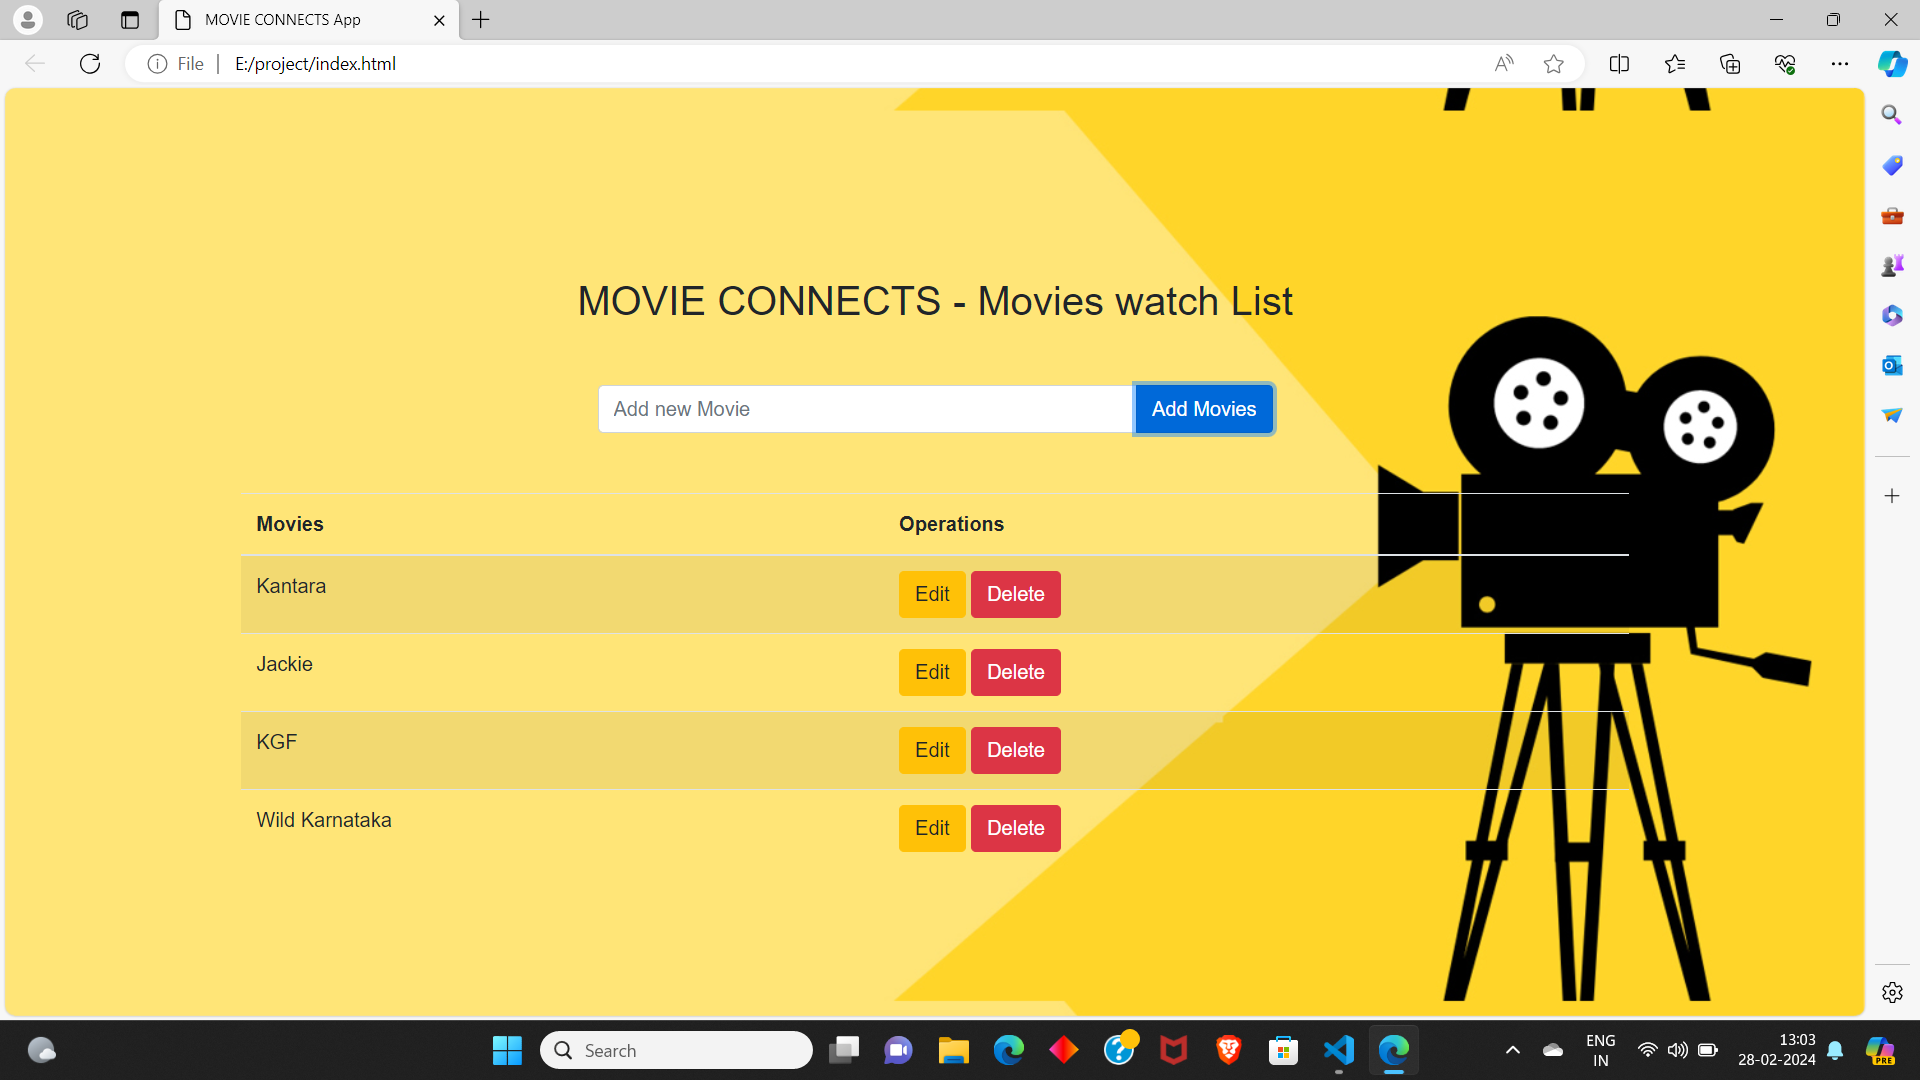 MOVIE CONNECTS App
File
E:/project/index.html
MOVIE CONNECTS - Movies watch List
Add new Movie Add Movies
Movies Operations
Kantara Edit Delete
Jackie Edit Delete
KGF Edit Delete
Wild Karnataka Edit Delete
Search
ENG
IN
13:03
28-02-2024
PRE